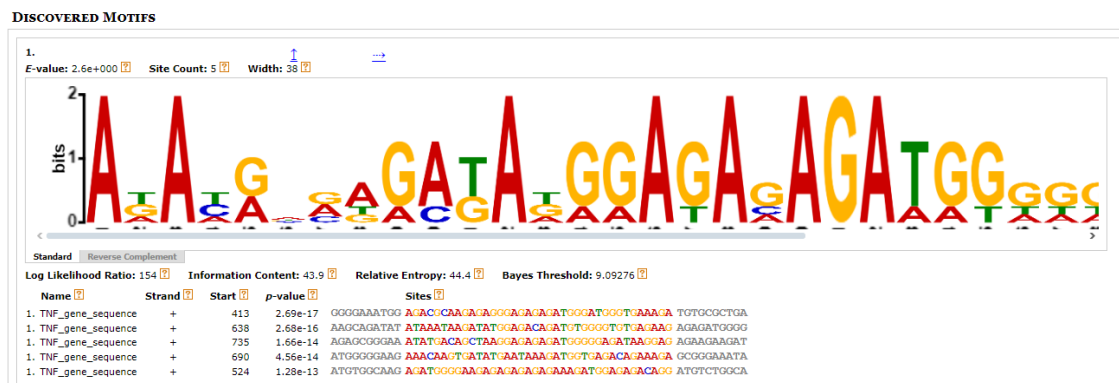 DISCOVERED MOTIFS
1.
E-value: 2.6e+000 ? Site Count: 5 ? Width: 38 ?
2
bits
1
0
Standard Reverse Complement
Log Likelihood Ratio: 154 ? Information Content: 43.9 ? Relative Entropy: 44.4 ? Bayes Threshold: 9.09276 ?
Name ? Strand ? Start ? p-value ? Sites ?
1. TNF_gene_sequence + 413 2.69e-17 GGGGAAATGG AGACGCAAGAGAGGGAGAGAGATGGGATGGGTGAAAGA TGTGCGCTGA
1. TNF_gene_sequence + 638 2.68e-16 AAGCAGATAT ATAAATAAGATATGGAGACAGATGTGGGGTGTGAGAAG AGAGATGGGG
1. TNF_gene_sequence + 735 1.66e-14 AGAGCGGGAA ATATGACAGCTAAGGAGAGAGATGGGGGAGATAAGGAG AGAAGAAGAT
1. TNF_gene_sequence + 690 4.56e-14 ATGGGGGAAG AAACAAGTGATATGAATAAAGATGGTGAGACAGAAAGA GCGGGAAATA
1. TNF_gene_sequence + 524 1.28e-13 ATGTGGCAAG AGATGGGGAAGAGAGAGAGAGAAAGATGGAGAGACAGG ATGTCTGGCA